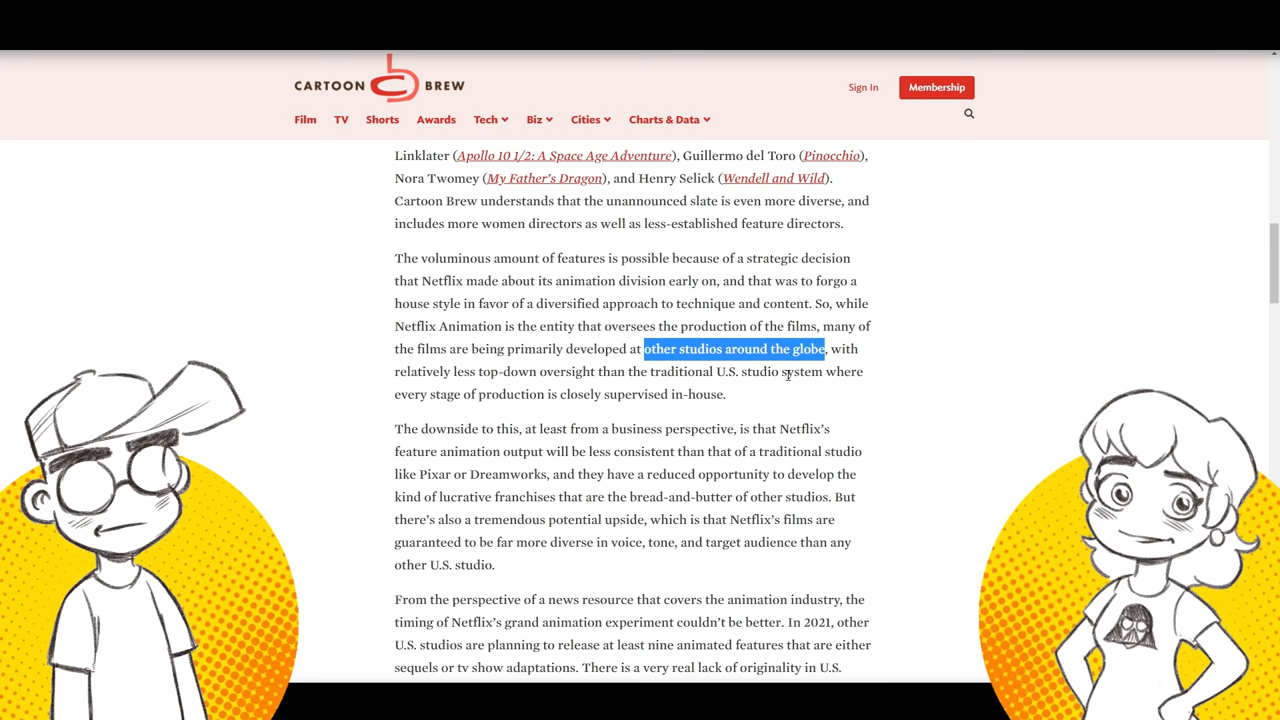 CARTOON BREW
Sign In
Membership
Film TV Shorts Awards Tech Biz Cities Charts & Data
Linklater (Apollo 10 1/2: A Space Age Adventure), Guillermo del Toro (Pinocchio),
Nora Twomey (My Father's Dragon), and Henry Selick (Wendell and Wild).
Cartoon Brew understands that the unannounced slate is even more diverse, and
includes more women directors as well as less-established feature directors.
The voluminous amount of features is possible because of a strategic decision
that Netflix made about its animation division early on, and that was to forgo a
house style in favor of a diversified approach to technique and content. So, while
Netflix Animation is the entity that oversees the production of the films, many of
the films are being primarily developed at other studios around the globe, with
relatively less top-down oversight than the traditional U.S. studio system where
every stage of production is closely supervised in-house.
The downside to this, at least from a business perspective, is that Netflix's
feature animation output will be less consistent than that of a traditional studio
like Pixar or Dreamworks, and they have a reduced opportunity to develop the
kind of lucrative franchises that are the bread-and-butter of other studios. But
there's also a tremendous potential upside, which is that Netflix's films are
guaranteed to be far more diverse in voice, tone, and target audience than any
other U.S. studio.
From the perspective of a news resource that covers the animation industry, the
timing of Netflix's grand animation experiment couldn't be better. In 2021, other
U.S. studios are planning to release at least nine animated features that are either
sequels or tv show adaptations. There is a very real lack of originality in U.S.